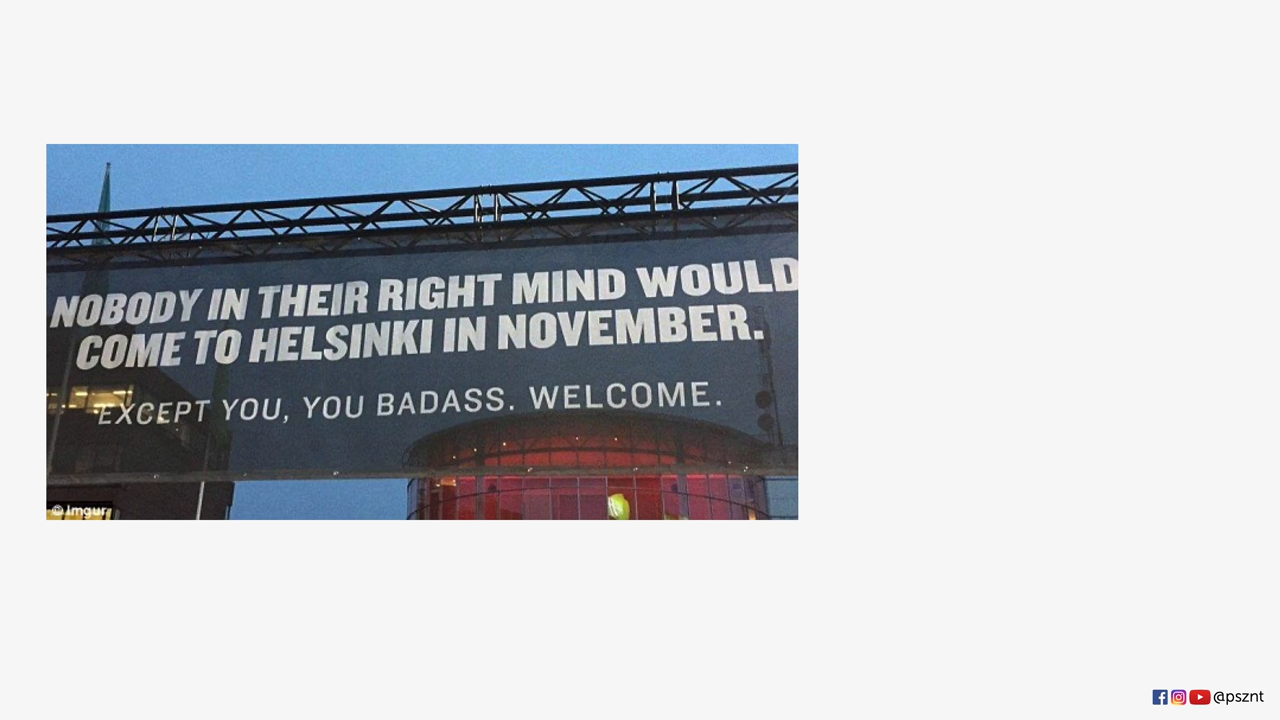 NOBODY IN THEIR RIGHT MIND WOULD
COME TO HELSINKI IN NOVEMBER.
EXCEPT YOU, YOU BADASS. WELCOME.
© Imgur
@psznt